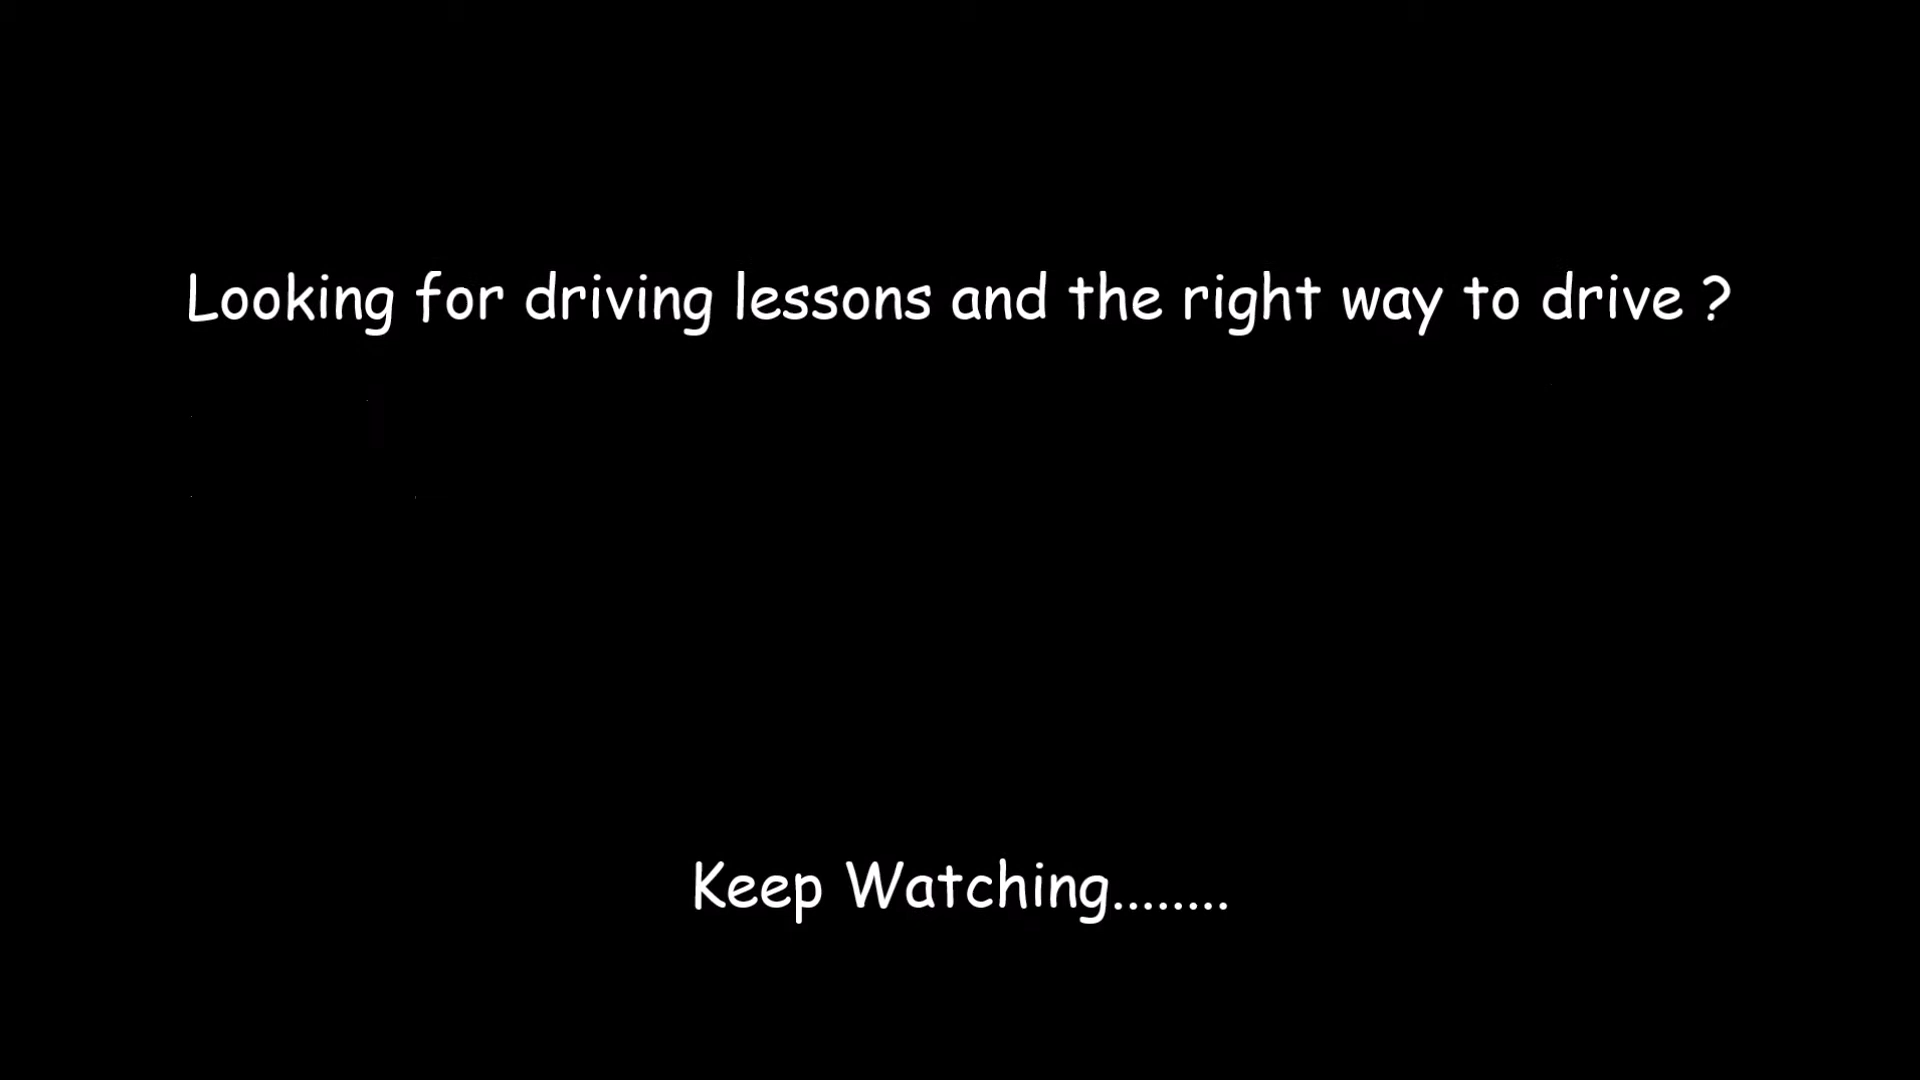 Looking for driving lessons and the right way to drive ?
Keep Watching........